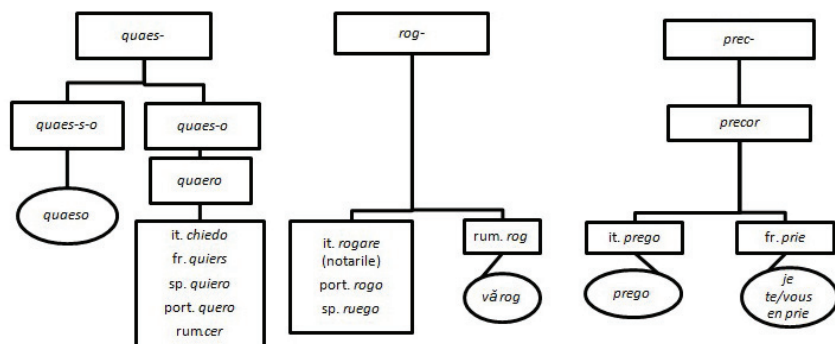 quaes-
quaes-s-o
quaes-o
quaero
quaeso
it. chiedo
fr. quiers
sp. quiero
port. quero
rum.cer
rog-
it. rogare
(notarile)
port. rogo
sp. ruego
rum. rog
vă rog
prec-
precor
it. prego
fr. prie
prego
je
te/vous
en prie